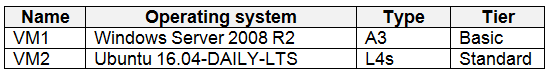 Name Operating system Type Tier
VM1 Windows Server 2008 R2 A3 Basic
VM2 Ubuntu 16.04-DAILY-LTS L4s Standard